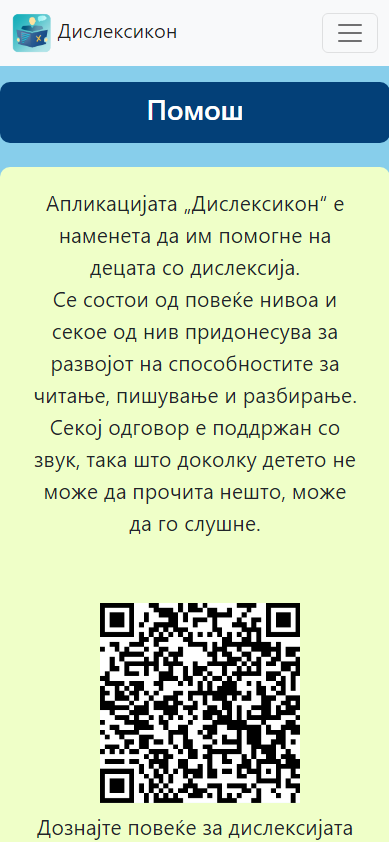 Дислексикон
Помош
Апликацијата „Дислексикон“ е
наменета да им помогне на
децата со дислексија.
Се состои од повеќе нивоа и
секое од нив придонесува за
развојот на способностите за
читање, пишување и разбирање.
Секој одговор е поддржан со
звук, така што доколку детето не
може да прочита нешто, може
да го слушне.
Дознајте повеќе за дислексијата